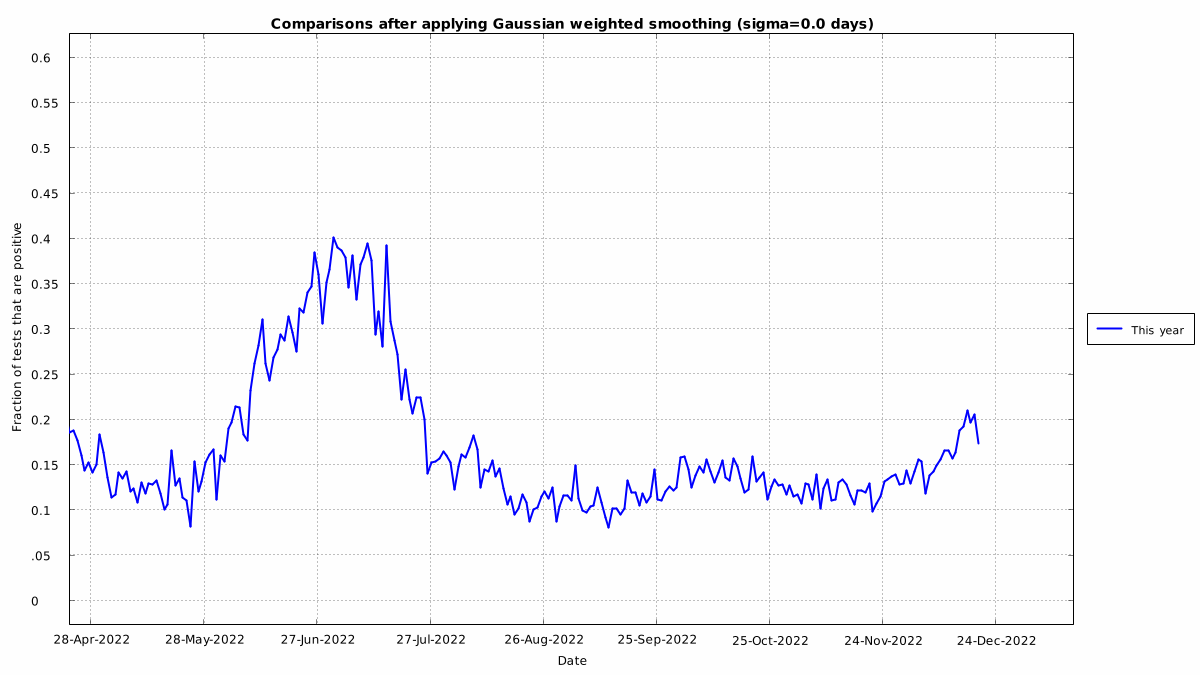 Comparisons after applying Gaussian weighted smoothing (sigma=0.0 days)
0.6
0.55
0.5
0.45
0.4
0.35
0.3
0.25
0.2
0.15
0.1
.05
0
Fraction of tests that are positive
This year
28-Apr-2022 28-May-2022 27-Jun-2022 27-Jul-2022 26-Aug-2022 25-Sep-2022 25-Oct-2022 24-Nov-2022 24-Dec-2022
Date